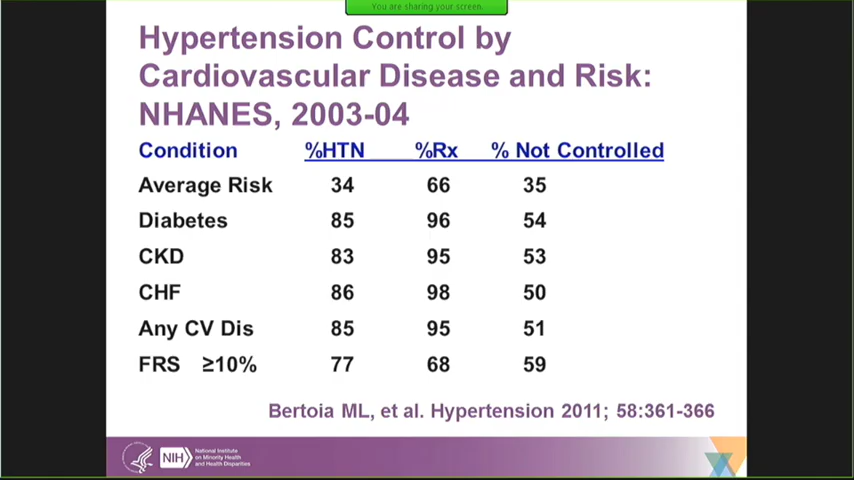 You are sharing your screen.
Hypertension Control by
Cardiovascular Disease and Risk:
NHANES, 2003-04
Condition %HTN %Rx % Not Controlled
Average Risk 34 66 35
Diabetes 85 96 54
CKD 83 95 53
CHF 86 98 50
Any CV Dis 85 95 51
FRS ≥10% 77 68 59
Bertoia ML, et al. Hypertension 2011; 58:361-366
NIH
National Institute
on Minority Health
and Health Disparities